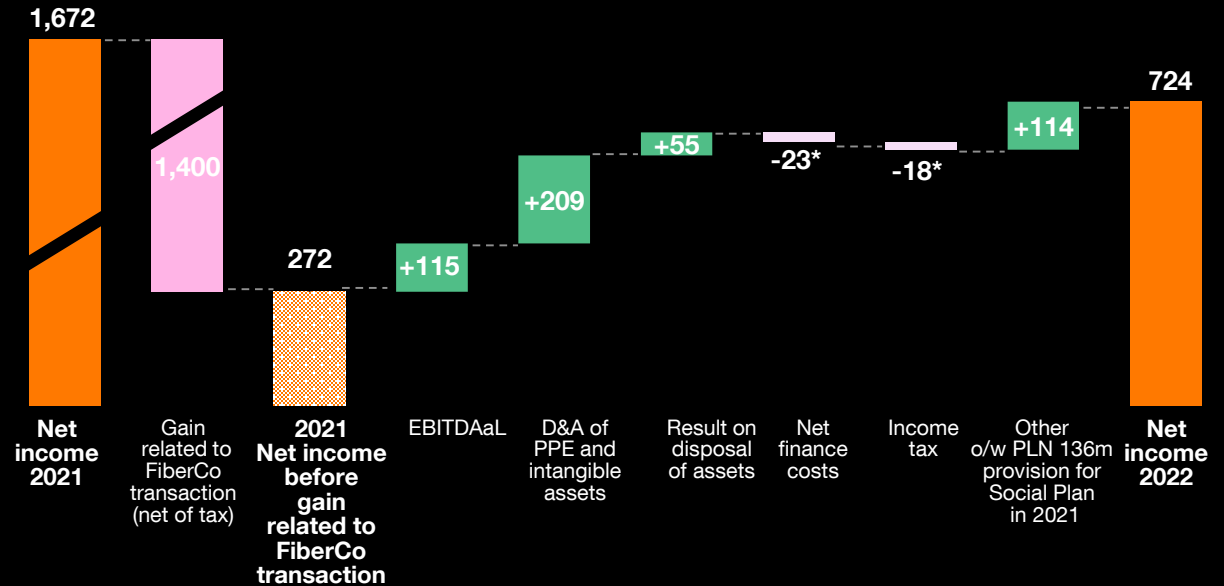 1,672
1,400
272
+115
+209
+55
-23*
-18*
+114
724
Net
income
2021
Gain
related to
FiberCo
transaction
(net of tax)
2021
Net income
before
gain
related to
FiberCo
transaction
EBITDAaL
D&A of
PPE and
intangible
assets
Result on
disposal
of assets
Net
finance
costs
Income
tax
Other
o/w PLN 136m
provision for
Social Plan
in 2021
Net
income
2022